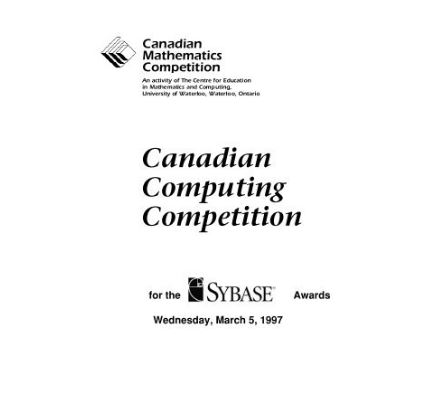 Canadian
Mathematics
Competition
An activity of The Centre for Education
in Mathematics and Computing,
University of Waterloo, Waterloo, Ontario
Canadian
Computing
Competition
for the SYBASE Awards
Wednesday, March 5, 1997